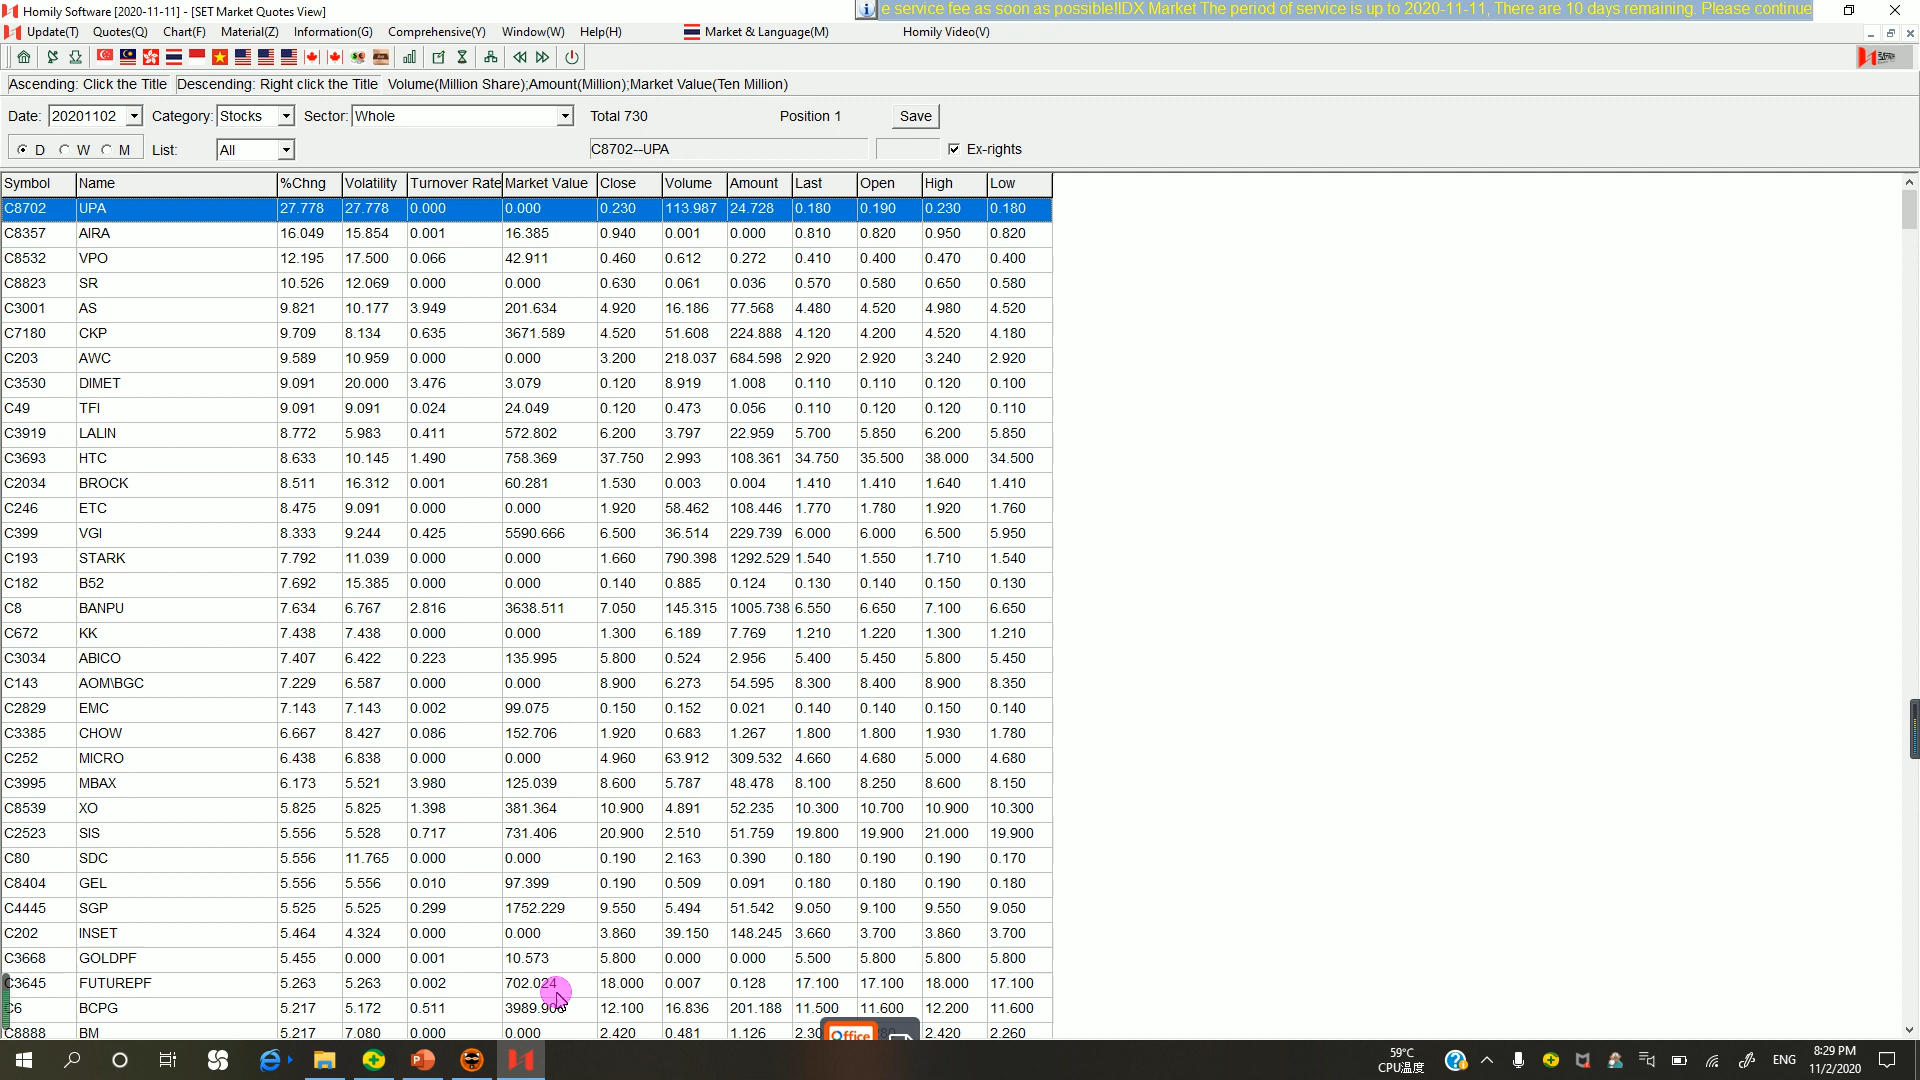 Homily Software [2020-11-11] - [SET Market Quotes View]
e service fee as soon as possible!IDX Market The period of service is up to 2020-11-11, There are 10 days remaining. Please continue
Update(T) Quotes(Q) Chart(F) Material(Z) Information(G) Comprehensive(Y) Window(W) Help(H) Market & Language(M) Homily Video(V)
Ascending: Click the Title Descending: Right click the Title Volume(Million Share);Amount(Million);Market Value(Ten Million)
Date: 20201102 Category: Stocks Sector: Whole Total 730 Position 1 Save
D W M List: All C8702--UPA Ex-rights
Symbol Name %Chng Volatility Turnover Rate Market Value Close Volume Amount Last Open High Low
C8702 UPA 27.778 27.778 0.000 0.000 0.230 113.987 24.728 0.180 0.190 0.230 0.180
C8357 AIRA 16.049 15.854 0.001 16.385 0.940 0.001 0.000 0.810 0.820 0.950 0.820
C8532 VPO 12.195 17.500 0.066 42.911 0.460 0.612 0.272 0.410 0.400 0.470 0.400
C8823 SR 10.526 12.069 0.000 0.000 0.630 0.061 0.036 0.570 0.580 0.650 0.580
C3001 AS 9.821 10.177 3.949 201.634 4.920 16.186 77.568 4.480 4.520 4.980 4.520
C7180 CKP 9.709 8.134 0.635 3671.589 4.520 51.608 224.888 4.120 4.200 4.520 4.180
C203 AWC 9.589 10.959 0.000 0.000 3.200 218.037 684.598 2.920 2.920 3.240 2.920
C3530 DIMET 9.091 20.000 3.476 3.079 0.120 8.919 1.008 0.110 0.110 0.120 0.100
C49 TFI 9.091 9.091 0.024 24.049 0.120 0.473 0.056 0.110 0.120 0.120 0.110
C3919 LALIN 8.772 5.983 0.411 572.802 6.200 3.797 22.959 5.700 5.850 6.200 5.850
C3693 HTC 8.633 10.145 1.490 758.369 37.750 2.993 108.361 34.750 35.500 38.000 34.500
C2034 BROCK 8.511 16.312 0.001 60.281 1.530 0.003 0.004 1.410 1.410 1.640 1.410
C246 ETC 8.475 9.091 0.000 0.000 1.920 58.462 108.446 1.770 1.780 1.920 1.760
C399 VGI 8.333 9.244 0.425 5590.666 6.500 36.514 229.739 6.000 6.000 6.500 5.950
C193 STARK 7.792 11.039 0.000 0.000 1.660 790.398 1292.529 1.540 1.550 1.710 1.540
C182 B52 7.692 15.385 0.000 0.000 0.140 0.885 0.124 0.130 0.140 0.150 0.130
C8 BANPU 7.634 6.767 2.816 3638.511 7.050 145.315 1005.738 6.550 6.650 7.100 6.650
C672 KK 7.438 7.438 0.000 0.000 1.300 6.189 7.769 1.210 1.220 1.300 1.210
C3034 ABICO 7.407 6.422 0.223 135.995 5.800 0.524 2.956 5.400 5.450 5.800 5.450
C143 AOM\BGC 7.229 6.587 0.000 0.000 8.900 6.273 54.595 8.300 8.400 8.900 8.350
C2829 EMC 7.143 7.143 0.002 99.075 0.150 0.152 0.021 0.140 0.140 0.150 0.140
C3385 CHOW 6.667 8.427 0.086 152.706 1.920 0.683 1.267 1.800 1.800 1.930 1.780
C252 MICRO 6.438 6.838 0.000 0.000 4.960 63.912 309.532 4.660 4.680 5.000 4.680
C3995 MBAX 6.173 5.521 3.980 125.039 8.600 5.787 48.478 8.100 8.250 8.600 8.150
C8539 XO 5.825 5.825 1.398 381.364 10.900 4.891 52.235 10.300 10.700 10.900 10.300
C2523 SIS 5.556 5.528 0.717 731.406 20.900 2.510 51.759 19.800 19.900 21.000 19.900
C80 SDC 5.556 11.765 0.000 0.000 0.190 2.163 0.390 0.180 0.190 0.190 0.170
C8404 GEL 5.556 5.556 0.010 97.399 0.190 0.509 0.091 0.180 0.180 0.190 0.180
C4445 SGP 5.525 5.525 0.299 1752.229 9.550 5.494 51.542 9.050 9.100 9.550 9.050
C202 INSET 5.464 4.324 0.000 0.000 3.860 39.150 148.245 3.660 3.700 3.860 3.700
C3668 GOLDPF 5.455 0.000 0.001 10.573 5.800 0.000 0.000 5.500 5.800 5.800 5.800
C3645 FUTUREPF 5.263 5.263 0.002 702.024 18.000 0.007 0.128 17.100 17.100 18.000 17.100
C6 BCPG 5.217 5.172 0.511 12.100 16.836 201.188 11.500 11.600 12.200 11.600
C8888 BM 5.217 7.080 0.000 0.000 2.420 0.481 1.126 2.420 2.260
Office
59°C
CPU温度
ENG
8:29 PM
11/2/2020